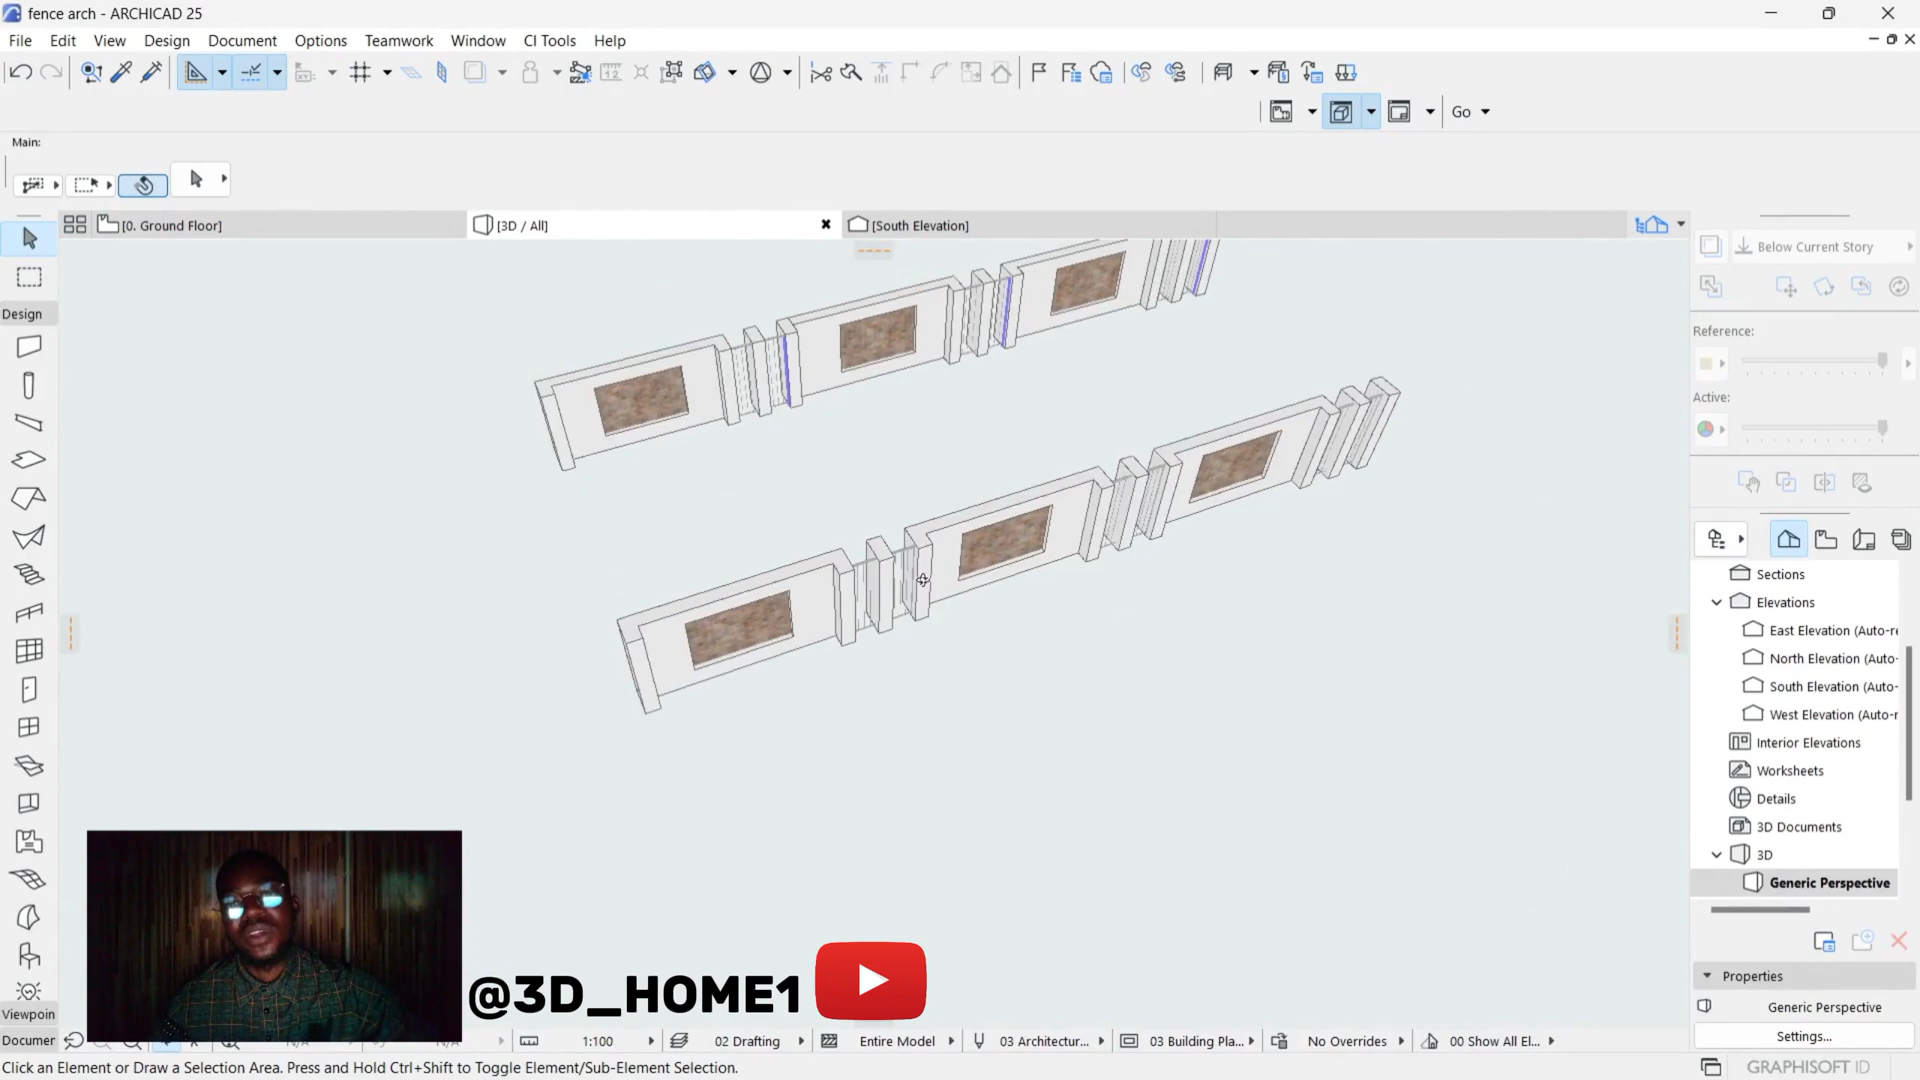 fence arch - ARCHICAD 25
File Edit View Design Document Options Teamwork Window CI Tools Help
Go
Main:
[0. Ground Floor] [3D / All] [South Elevation]
Below Current Story
Design
Reference:
Active:
Sections
Elevations
East Elevation (Auto-re
North Elevation (Auto-
South Elevation (Auto-
West Elevation (Auto-r
Interior Elevations
Worksheets
Details
3D Documents
3D
Generic Perspective
Properties
Generic Perspective
Settings...
Viewpoin
Documer
@3D_HOME1
N/A N/A 1:100 02 Drafting Entire Model 03 Architectur... 03 Building Pla... No Overrides 00 Show All El...
Click an Element or Draw a Selection Area. Press and Hold Ctrl+Shift to Toggle Element/Sub-Element Selection.
GRAPHISOFT ID